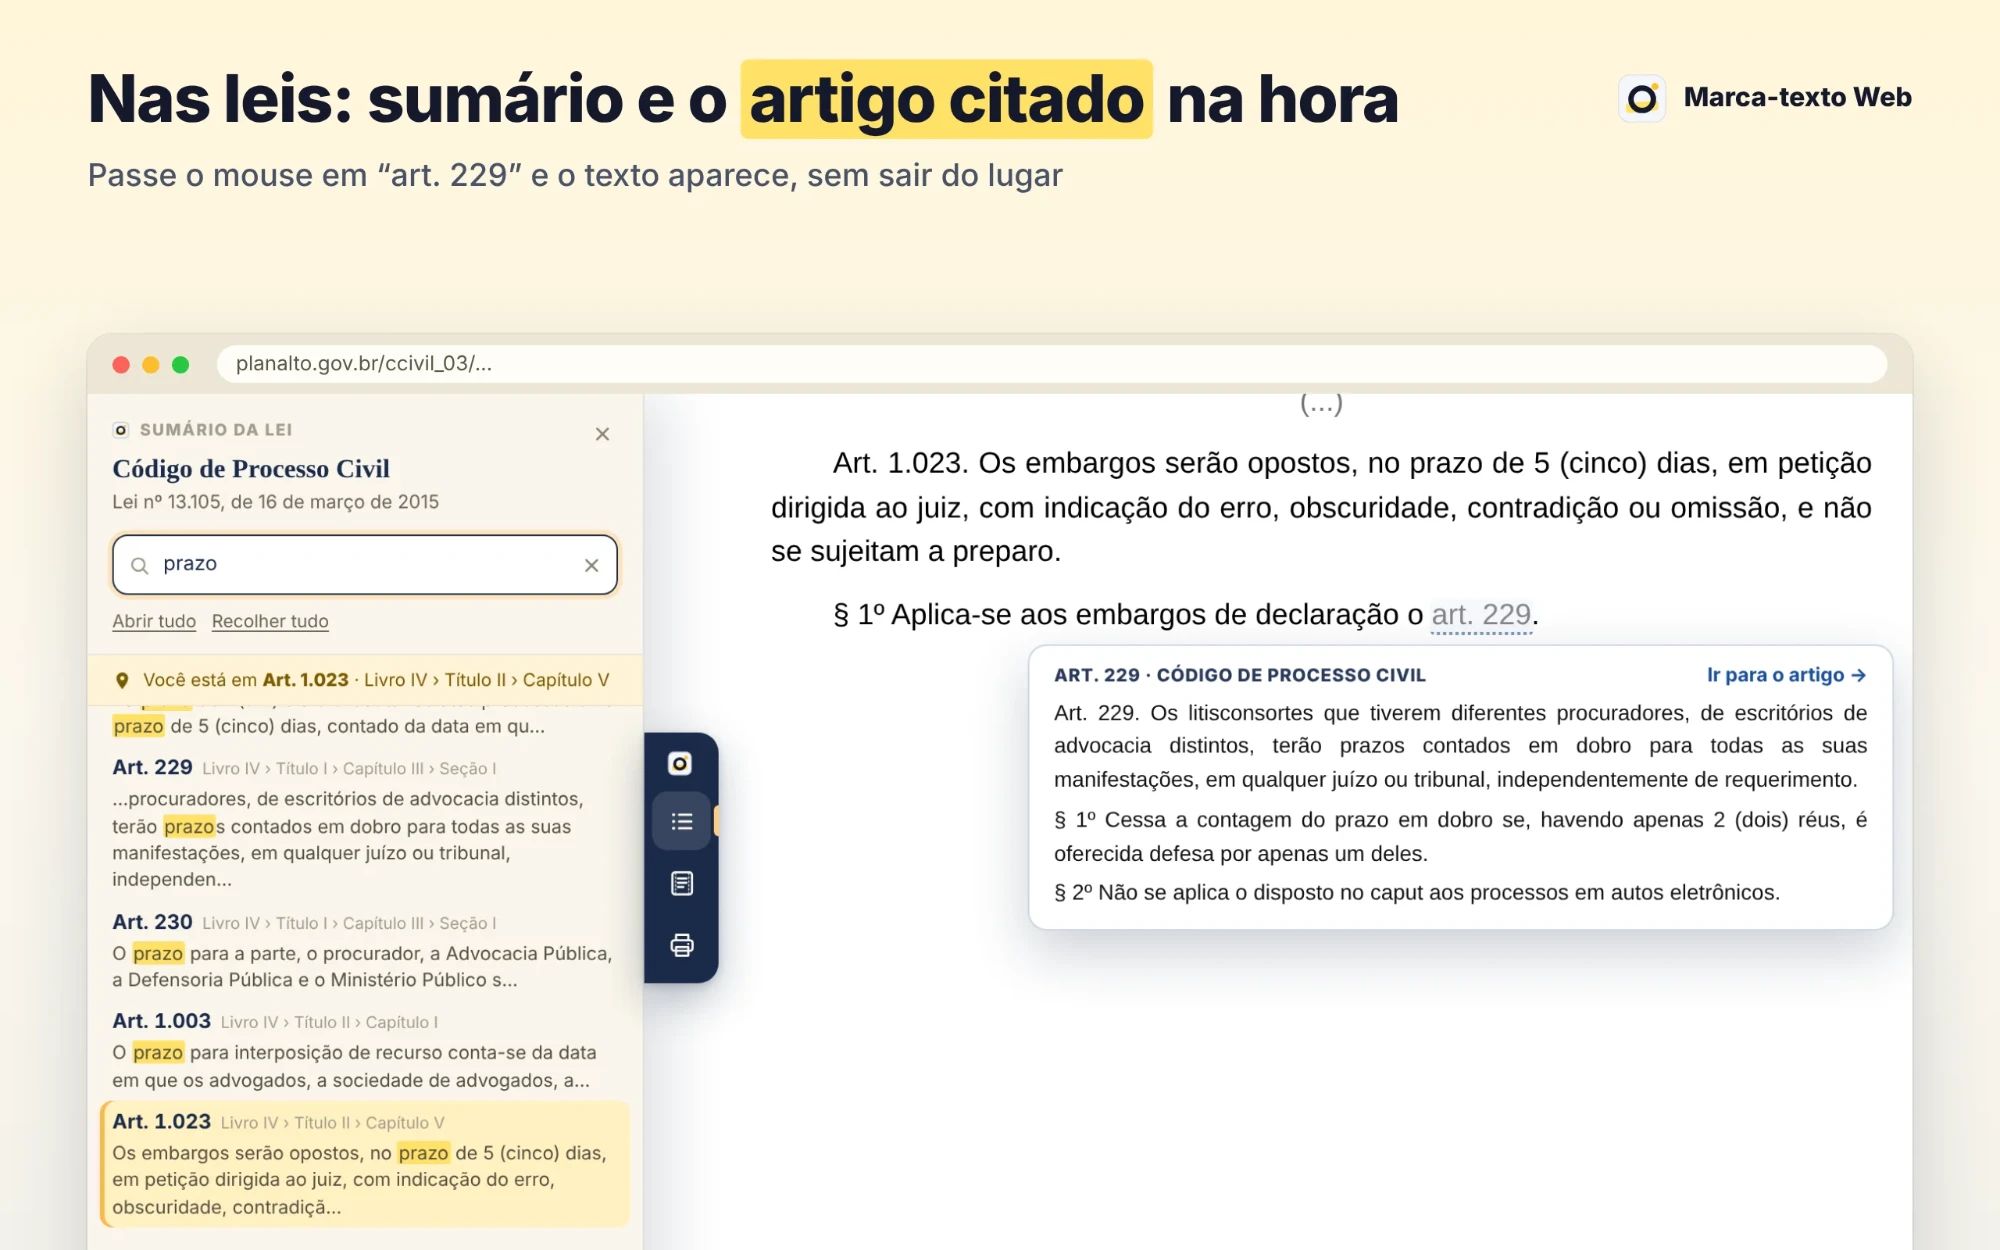 Nas leis: sumário e o artigo citado na hora
Marca-texto Web
Passe o mouse em “art. 229” e o texto aparece, sem sair do lugar
planalto.gov.br/ccivil_03/...
SUMÁRIO DA LEI
Código de Processo Civil
Lei nº 13.105, de 16 de março de 2015
prazo
Abrir tudo Recolher tudo
Você está em Art. 1.023 · Livro IV › Título II › Capítulo V
prazo de 5 (cinco) dias, contado da data em qu...
Art. 229 Livro IV › Título I › Capítulo III › Seção I
...procuradores, de escritórios de advocacia distintos,
terão prazos contados em dobro para todas as suas
manifestações, em qualquer juízo ou tribunal,
independen...
Art. 230 Livro IV › Título I › Capítulo III › Seção I
O prazo para a parte, o procurador, a Advocacia Pública,
a Defensoria Pública e o Ministério Público s...
Art. 1.003 Livro IV › Título II › Capítulo I
O prazo para interposição de recurso conta-se da data
em que os advogados, a sociedade de advogados, a...
Art. 1.023 Livro IV › Título II › Capítulo V
Os embargos serão opostos, no prazo de 5 (cinco) dias,
em petição dirigida ao juiz, com indicação do erro,
obscuridade, contradiçã...
(...)
Art. 1.023. Os embargos serão opostos, no prazo de 5 (cinco) dias, em petição
dirigida ao juiz, com indicação do erro, obscuridade, contradição ou omissão, e não
se sujeitam a preparo.
§ 1º Aplica-se aos embargos de declaração o art. 229.
ART. 229 · CÓDIGO DE PROCESSO CIVIL
Ir para o artigo →
Art. 229. Os litisconsortes que tiverem diferentes procuradores, de escritórios de
advocacia distintos, terão prazos contados em dobro para todas as suas
manifestações, em qualquer juízo ou tribunal, independentemente de requerimento.
§ 1º Cessa a contagem do prazo em dobro se, havendo apenas 2 (dois) réus, é
oferecida defesa por apenas um deles.
§ 2º Não se aplica o disposto no caput aos processos em autos eletrônicos.